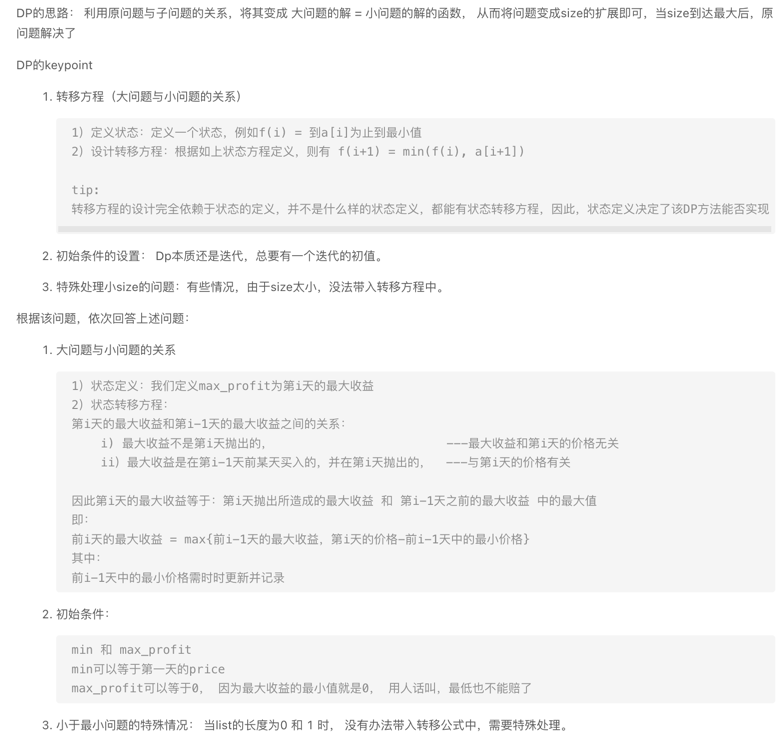 DP的思路： 利用原问题与子问题的关系，将其变成 大问题的解 = 小问题的解的函数， 从而将问题变成size的扩展即可，当size到达最大后，原
问题解决了
DP的keypoint
1. 转移方程（大问题与小问题的关系）
1）定义状态：定义一个状态，例如f(i) = 到a[i]为止到最小值
2）设计转移方程：根据如上状态方程定义，则有 f(i+1) = min(f(i), a[i+1])
tip:
转移方程的设计完全依赖于状态的定义，并不是什么样的状态定义，都能有状态转移方程，因此，状态定义决定了该DP方法能否实现
2. 初始条件的设置： Dp本质还是迭代，总要有一个迭代的初值。
3. 特殊处理小size的问题：有些情况，由于size太小，没法带入转移方程中。
根据该问题，依次回答上述问题：
1. 大问题与小问题的关系
1）状态定义：我们定义max_profit为第i天的最大收益
2）状态转移方程：
第i天的最大收益和第i-1天的最大收益之间的关系：
i) 最大收益不是第i天抛出的， ---最大收益和第i天的价格无关
ii）最大收益是在第i-1天前某天买入的，并在第i天抛出的， ---与第i天的价格有关
因此第i天的最大收益等于：第i天抛出所造成的最大收益 和 第i-1天之前的最大收益 中的最大值
即：
前i天的最大收益 = max{前i-1天的最大收益，第i天的价格-前i-1天中的最小价格}
其中：
前i-1天中的最小价格需时时更新并记录
2. 初始条件：
min 和 max_profit
min可以等于第一天的price
max_profit可以等于0， 因为最大收益的最小值就是0， 用人话叫，最低也不能赔了
3. 小于最小问题的特殊情况： 当list的长度为0 和 1 时， 没有办法带入转移公式中，需要特殊处理。